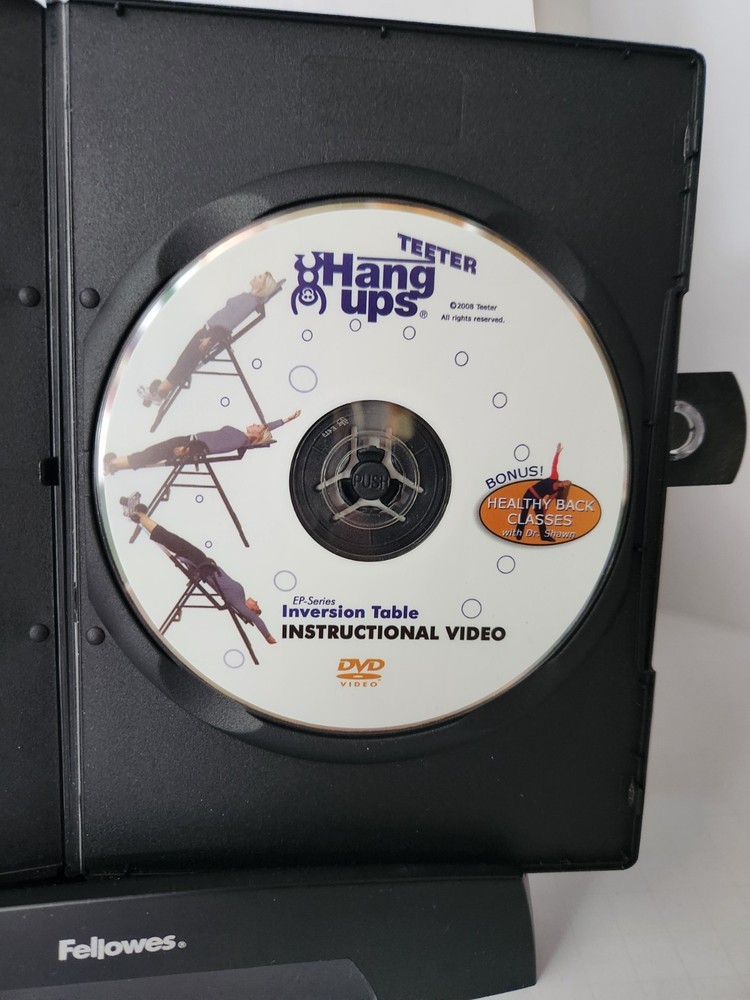 TEETER
Hang
ups®
©2008 Teeter
All rights reserved.
PUSH
BONUS!
HEALTHY BACK
CLASSES
with Dr. Shawn
EP-Series
Inversion Table
INSTRUCTIONAL VIDEO
DVD
VIDEO
Fellowes®